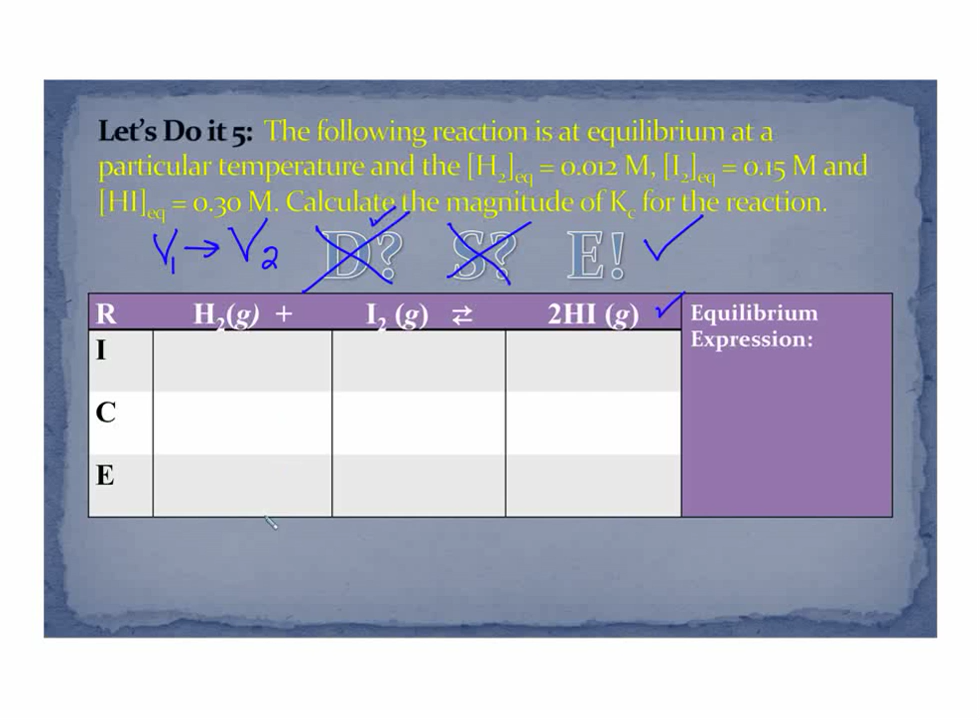 Let's Do it 5: The following reaction is at equilibrium at a
particular temperature and the [H₂]eq = 0.012 M, [I₂]eq = 0.15 M and
[HI]eq = 0.30 M. Calculate the magnitude of Kc for the reaction.
V₁ → V₂ D? S? E!
R H₂(g) + I₂ (g) ⇄ 2HI (g) Equilibrium
Expression:
I
C
E